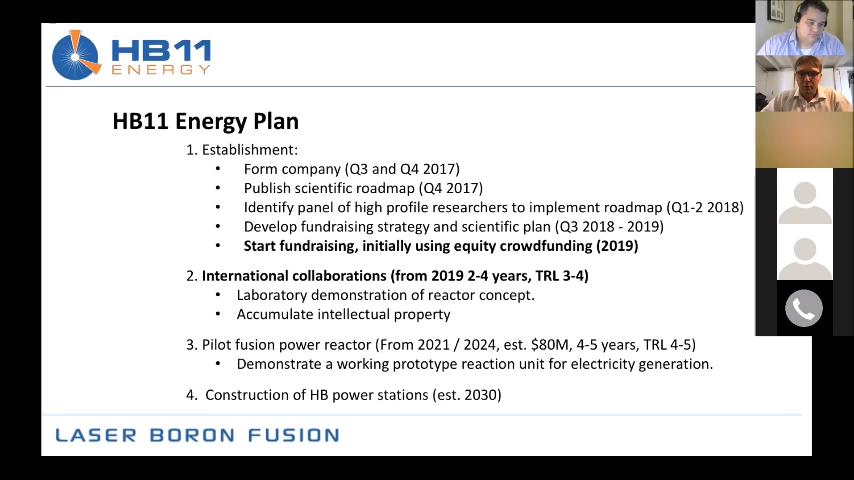 HB11
ENERGY
HB11 Energy Plan
1. Establishment:
• Form company (Q3 and Q4 2017)
• Publish scientific roadmap (Q4 2017)
• Identify panel of high profile researchers to implement roadmap (Q1-2 2018)
• Develop fundraising strategy and scientific plan (Q3 2018 - 2019)
• Start fundraising, initially using equity crowdfunding (2019)
2. International collaborations (from 2019 2-4 years, TRL 3-4)
• Laboratory demonstration of reactor concept.
• Accumulate intellectual property
3. Pilot fusion power reactor (From 2021 / 2024, est. $80M, 4-5 years, TRL 4-5)
• Demonstrate a working prototype reaction unit for electricity generation.
4. Construction of HB power stations (est. 2030)
LASER BORON FUSION